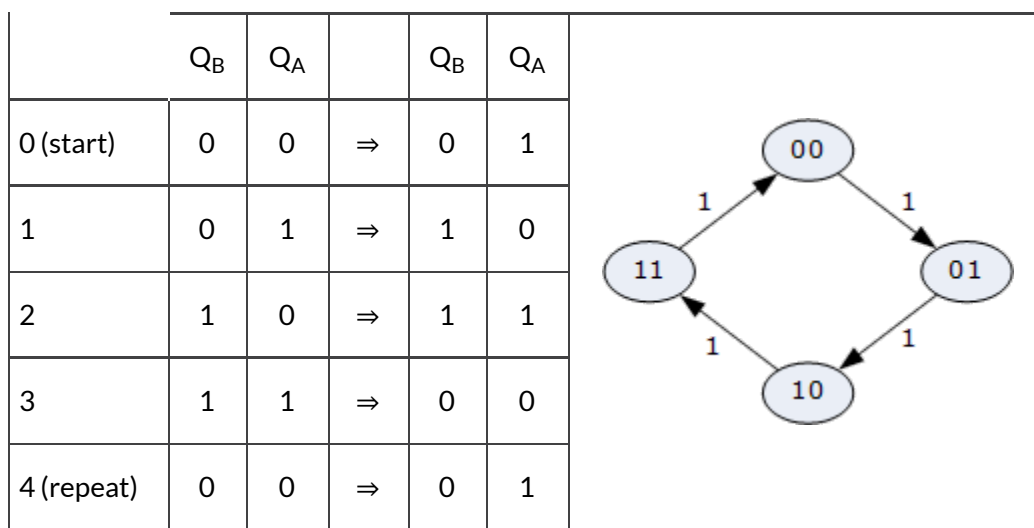 Q_B Q_A Q_B Q_A
0 (start) 0 0 ⇒ 0 1
1 0 1 ⇒ 1 0
2 1 0 ⇒ 1 1
3 1 1 ⇒ 0 0
4 (repeat) 0 0 ⇒ 0 1
00
1 1
11 01
1 1
10